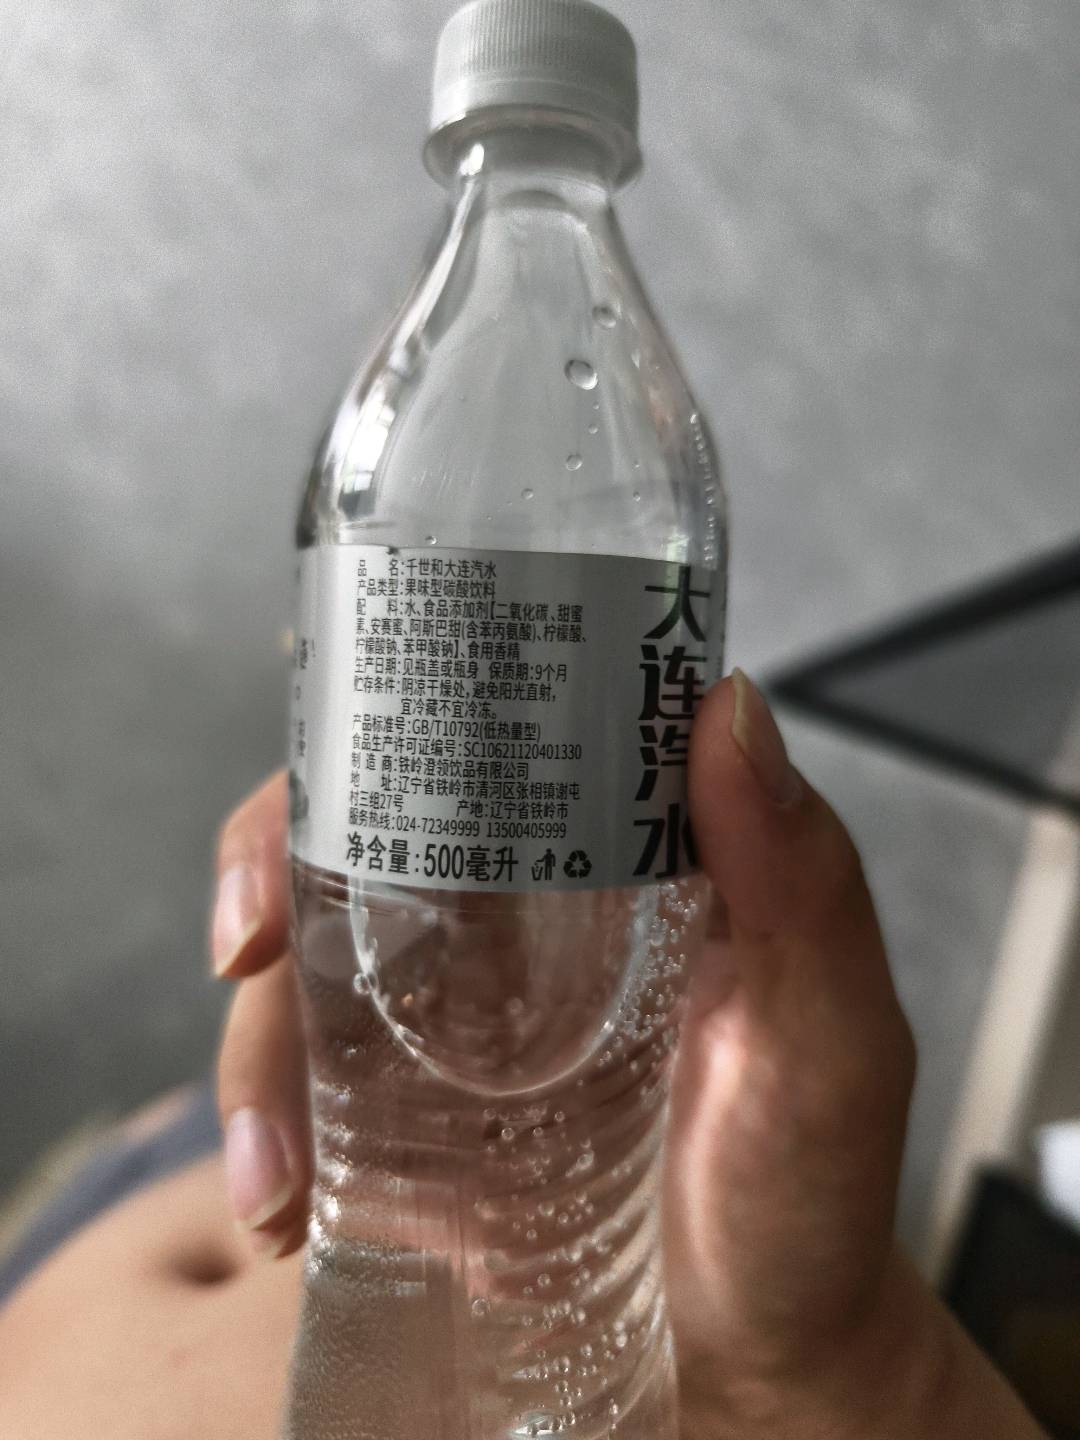 品 名:千世和大连汽水
产品类型:果味型碳酸饮料
配 料:水、食品添加剂【二氧化碳、甜蜜
素、安赛蜜、阿斯巴甜(含苯丙氨酸)、柠檬酸、
柠檬酸钠、苯甲酸钠】、食用香精
生产日期:见瓶盖或瓶身 保质期:9个月
贮存条件:阴凉干燥处,避免阳光直射,
宜冷藏不宜冷冻。
产品标准号:GB/T10792(低热量型)
食品生产许可证编号:SC10621120401330
制 造 商:铁岭澄领饮品有限公司
地 址:辽宁省铁岭市清河区张相镇谢屯
村三组27号 产地:辽宁省铁岭市
服务热线:024-72349999 13500405999
净含量:500毫升
大连汽水